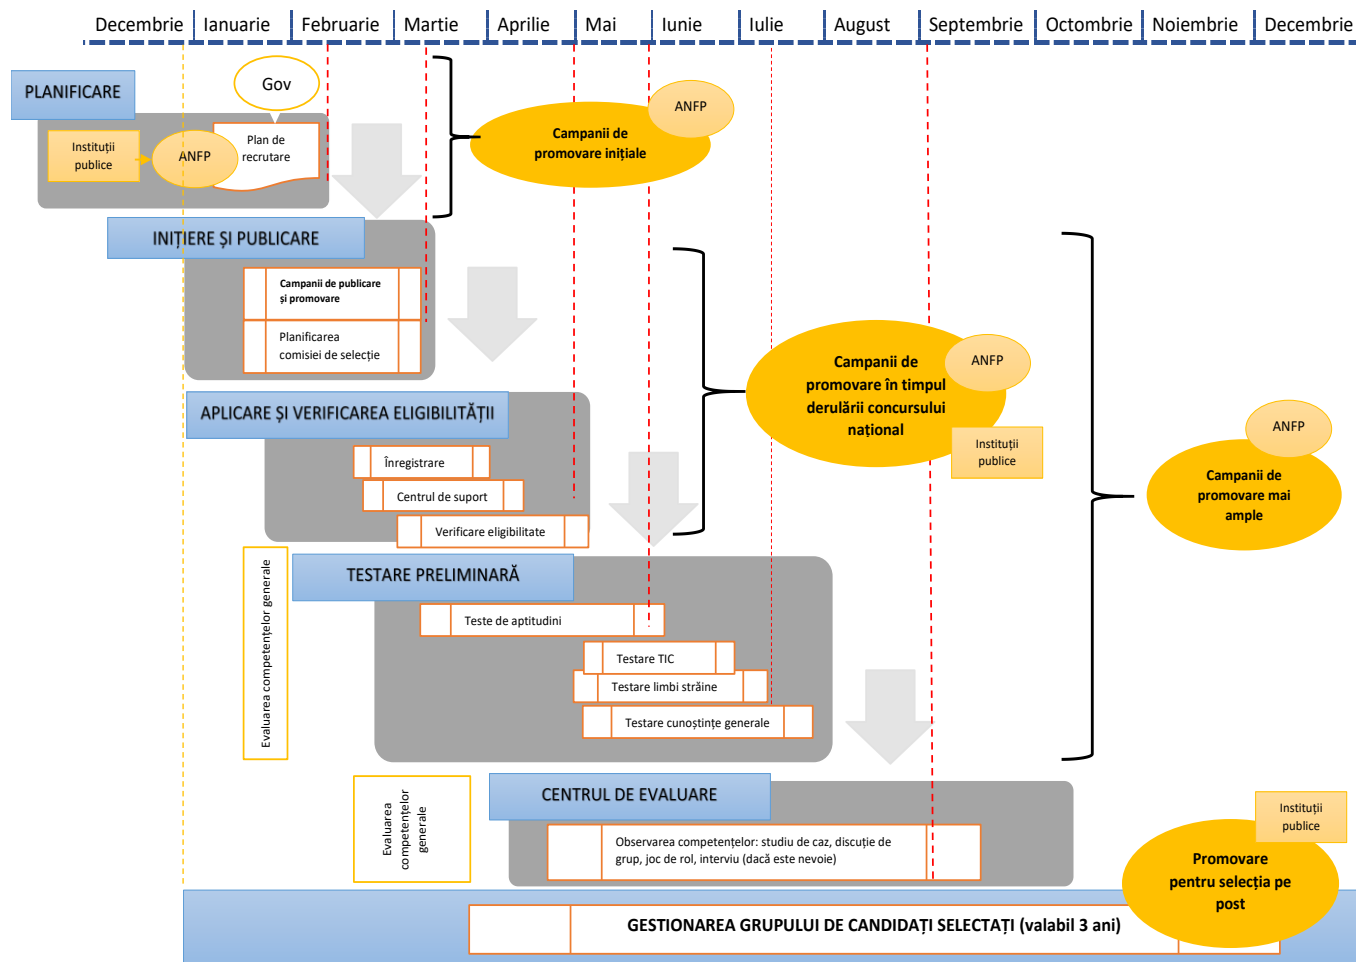 Decembrie
Ianuarie
Februarie
Martie
Aprilie
Mai
Iunie
Iulie
August
Septembrie
Octombrie
Noiembrie
Decembrie
PLANIFICARE
Gov
Instituții
publice
ANFP
Plan de
recrutare
ANFP
Campanii de
promovare inițiale
INIȚIERE ȘI PUBLICARE
Campanii de publicare
și promovare
Planificarea
comisiei de selecție
ANFP
Campanii de
promovare în timpul
derulării concursului
național
Instituții
publice
APLICARE ȘI VERIFICAREA ELIGIBILITĂȚII
Înregistrare
Centrul de suport
Verificare eligibilitate
ANFP
Campanii de
promovare mai
ample
Evaluarea competențelor generale
TESTARE PRELIMINARĂ
Teste de aptitudini
Testare TIC
Testare limbi străine
Testare cunoștințe generale
Evaluarea
competențelor
generale
CENTRUL DE EVALUARE
Observarea competențelor: studiu de caz, discuție de
grup, joc de rol, interviu (dacă este nevoie)
Instituții
publice
Promovare
pentru selecția pe
post
GESTIONAREA GRUPULUI DE CANDIDAȚI SELECTAȚI (valabil 3 ani)